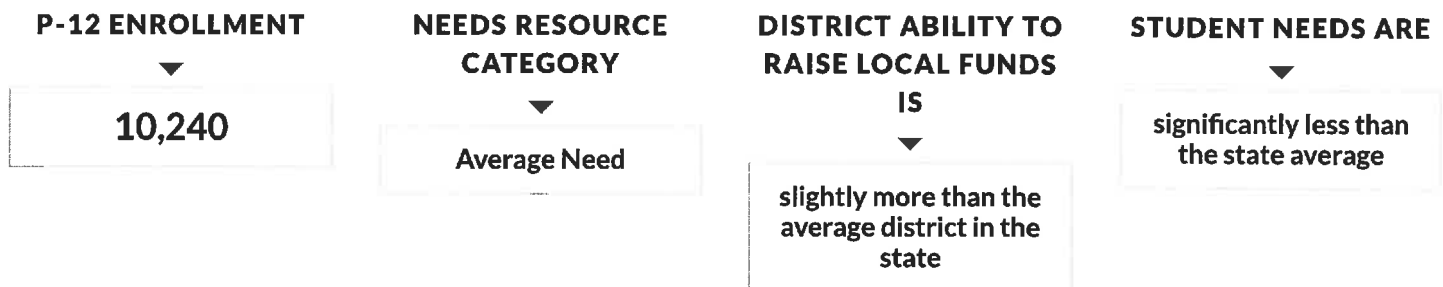 P-12 ENROLLMENT
10,240
NEEDS RESOURCE
CATEGORY
Average Need
DISTRICT ABILITY TO
RAISE LOCAL FUNDS
IS
slightly more than the
average district in the
state
STUDENT NEEDS ARE
significantly less than
the state average